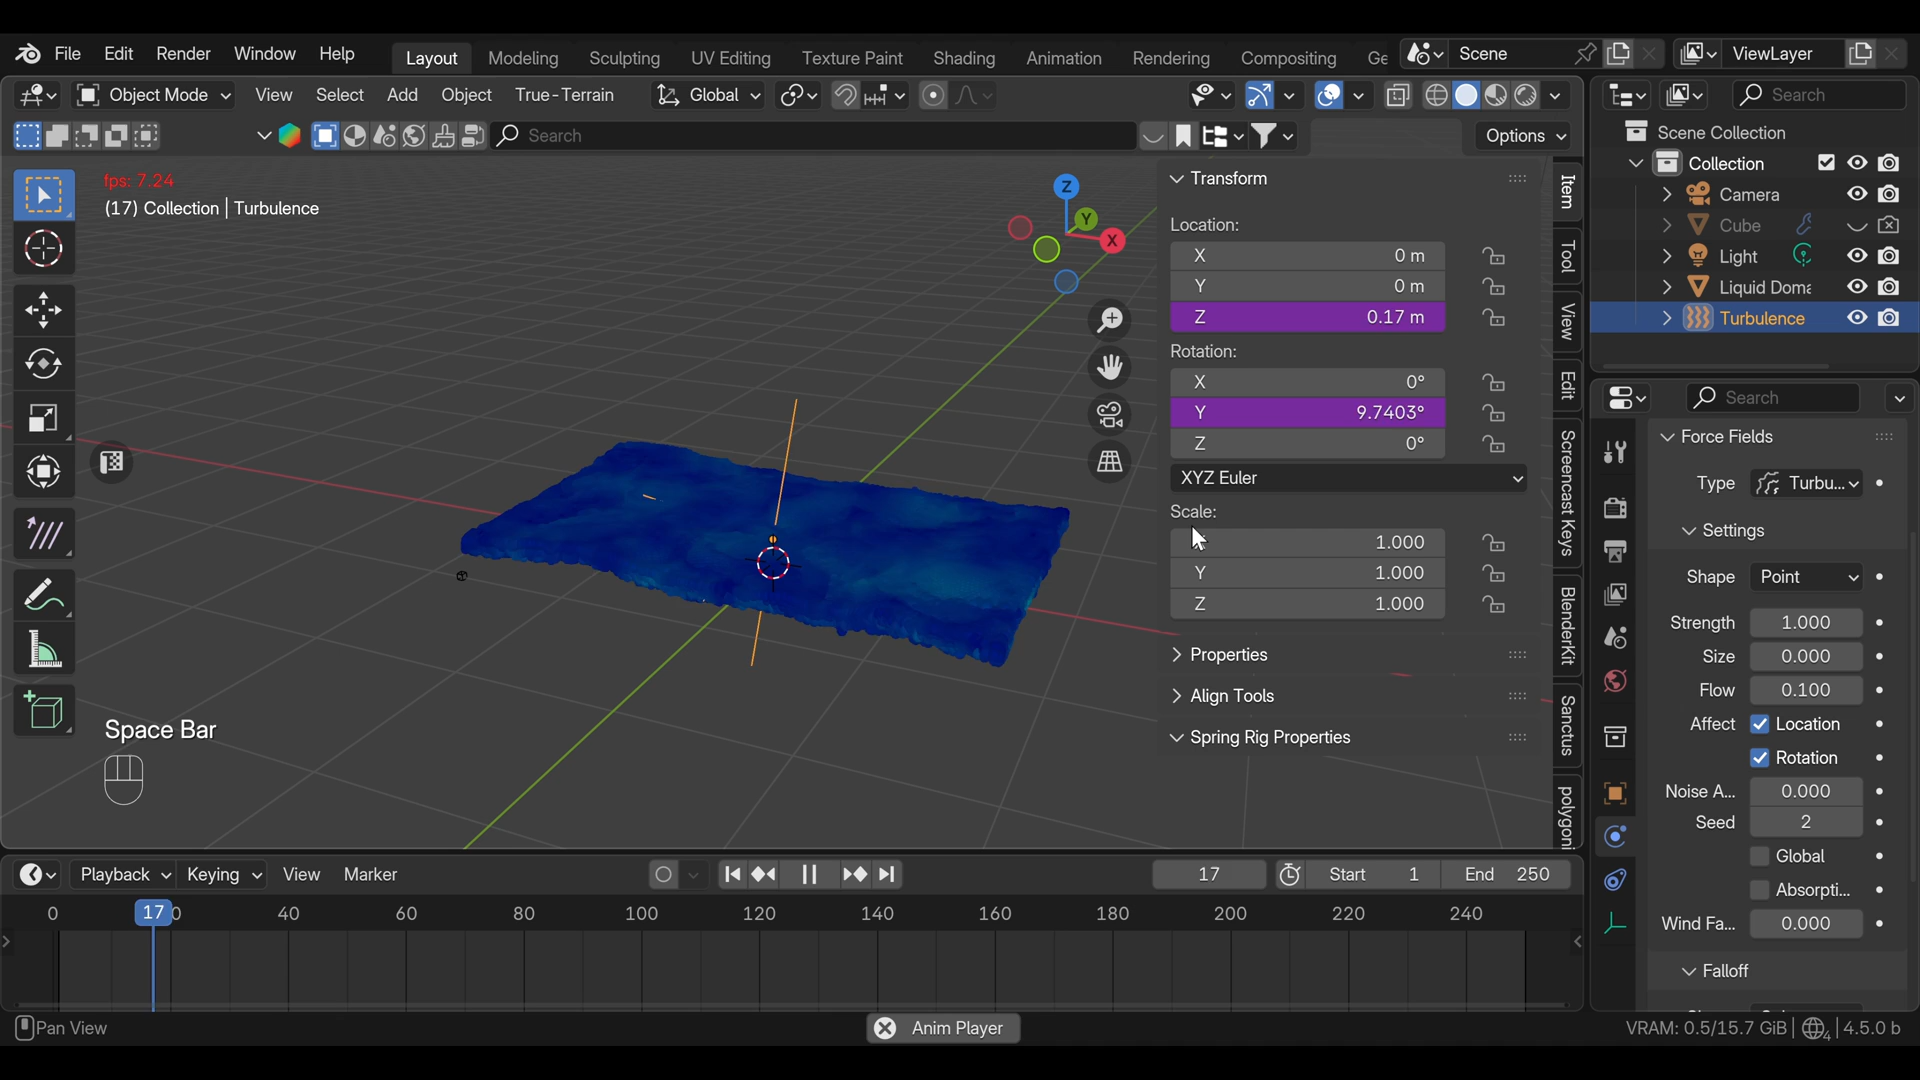 File Edit Render Window Help Layout Modeling Sculpting UV Editing Texture Paint Shading Animation Rendering Compositing Ge Scene ViewLayer
Object Mode View Select Add Object True-Terrain Global Search
Search Options
Scene Collection
Collection
Camera
Cube
Light
Liquid Doma
Turbulence
fps: 7.24
(17) Collection | Turbulence
Z
Y
X
Transform
Location:
X 0 m
Y 0 m
Z 0.17 m
Rotation:
X 0°
Y 9.7403°
Z 0°
XYZ Euler
Scale:
1.000
Y 1.000
Z 1.000
Properties
Align Tools
Spring Rig Properties
Item
Tool
View
Edit
Screencast Keys
BlenderKit
Sanctus
polygoni
Search
Force Fields
Type Turbu...
Settings
Shape Point
Strength 1.000
Size 0.000
Flow 0.100
Affect Location
Rotation
Noise A... 0.000
Seed 2
Global
Absorpti...
Wind Fa... 0.000
Falloff
Space Bar
Playback Keying View Marker 17 Start 1 End 250
0 17 0 40 60 80 100 120 140 160 180 200 220 240
Pan View Anim Player VRAM: 0.5/15.7 GiB | 4 | 4.5.0 b